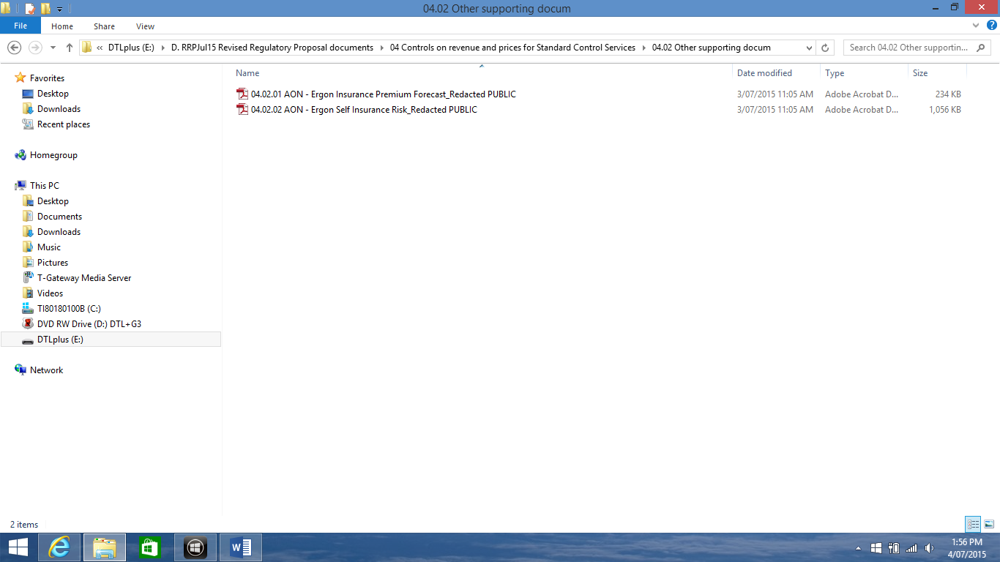 04.02 Other supporting docum
File Home Share View
« DTLplus (E:) D. RRPJul15 Revised Regulatory Proposal documents 04 Controls on revenue and prices for Standard Control Services 04.02 Other supporting docum Search 04.02 Other supportin...
Name Date modified Type Size
04.02.01 AON - Ergon Insurance Premium Forecast_Redacted PUBLIC 3/07/2015 11:05 AM Adobe Acrobat D... 234 KB
04.02.02 AON - Ergon Self Insurance Risk_Redacted PUBLIC 3/07/2015 11:05 AM Adobe Acrobat D... 1,056 KB
Favorites
Desktop
Downloads
Recent places
Homegroup
This PC
Desktop
Documents
Downloads
Music
Pictures
T-Gateway Media Server
Videos
TI80180100B (C:)
DVD RW Drive (D:) DTL+G3
DTLplus (E:)
Network
2 items
1:56 PM
4/07/2015